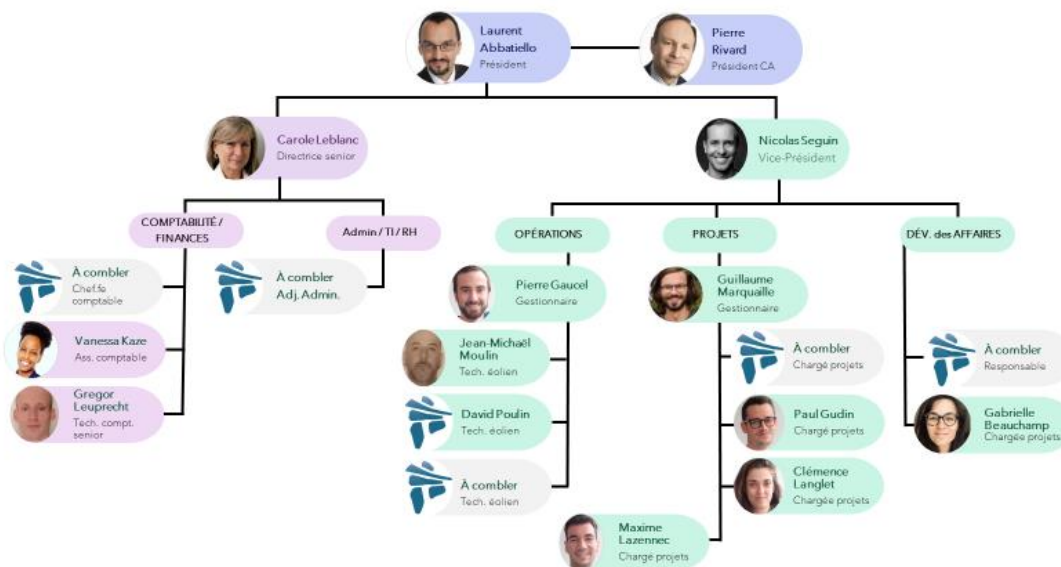 Laurent
Abbatiello
Président
Pierre
Rivard
Président CA
Carole Leblanc
Directrice senior
Nicolas Seguin
Vice-Président
COMPTABILITÉ /
FINANCES
Admin / TI / RH
OPÉRATIONS
PROJETS
DÉV. des AFFAIRES
À combler
Chef.fe
comptable
Vanessa Kaze
Ass. comptable
Gregor
Leuprecht
Tech. compt.
senior
À combler
Adj. Admin.
Pierre Gaucel
Gestionnaire
Jean-Michaël
Moulin
Tech. éolien
David Poulin
Tech. éolien
À combler
Tech. éolien
Guillaume
Marquaille
Gestionnaire
À combler
Chargé projets
Paul Gudin
Chargé projets
Clémence
Langlet
Chargée projets
Maxime
Lazennec
Chargé projets
À combler
Responsable
Gabrielle
Beauchamp
Chargée projets